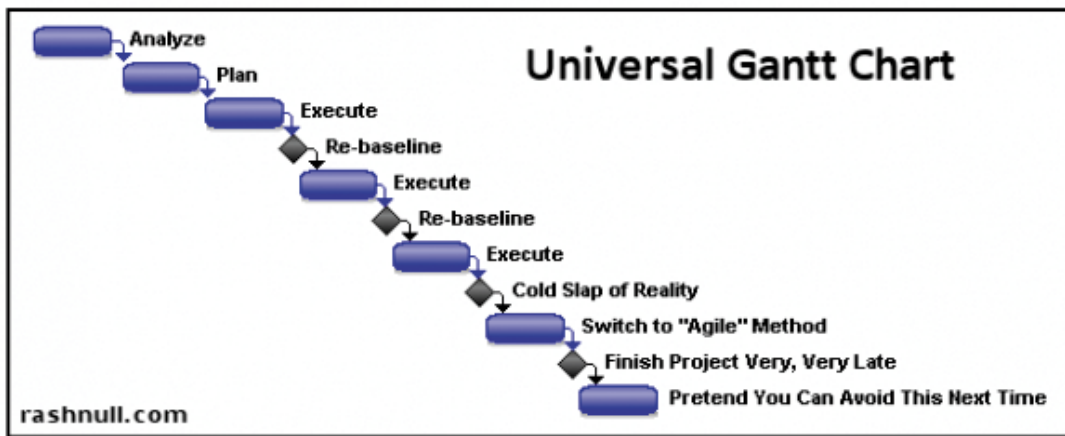 Universal Gantt Chart
Analyze
Plan
Execute
Re-baseline
Execute
Re-baseline
Execute
Cold Slap of Reality
Switch to "Agile" Method
Finish Project Very, Very Late
Pretend You Can Avoid This Next Time
rashnull.com